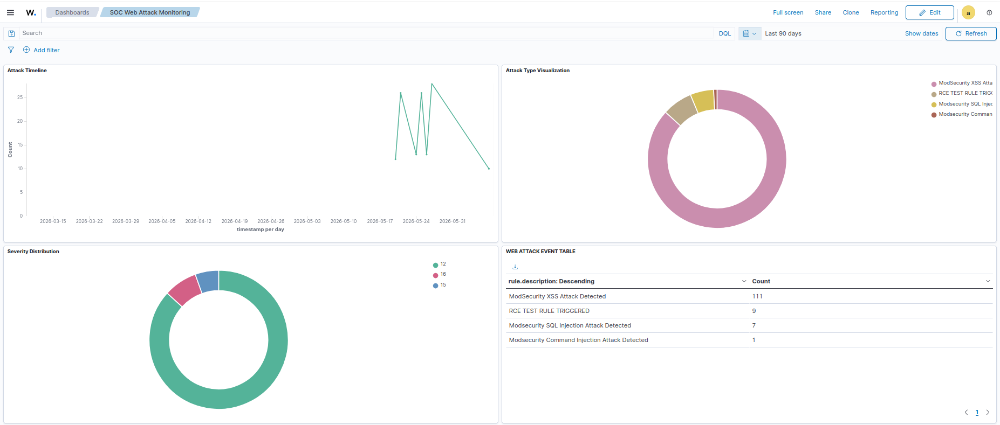 W.
Dashboards
SOC Web Attack Monitoring
Full screen
Share
Clone
Reporting
Edit
a
Search
DQL
Last 90 days
Show dates
Refresh
Add filter
Attack Timeline
25
20
15
10
5
0
Count
2026-03-15
2026-03-22
2026-03-29
2026-04-05
2026-04-12
2026-04-19
2026-04-26
2026-05-03
2026-05-10
2026-05-17
2026-05-24
2026-05-31
timestamp per day
Attack Type Visualization
ModSecurity XSS Atta
RCE TEST RULE TRIGG
Modsecurity SQL Injec
Modsecurity Comman
Severity Distribution
12
16
15
WEB ATTACK EVENT TABLE
rule.description: Descending Count
ModSecurity XSS Attack Detected 111
RCE TEST RULE TRIGGERED 9
Modsecurity SQL Injection Attack Detected 7
Modsecurity Command Injection Attack Detected 1
1